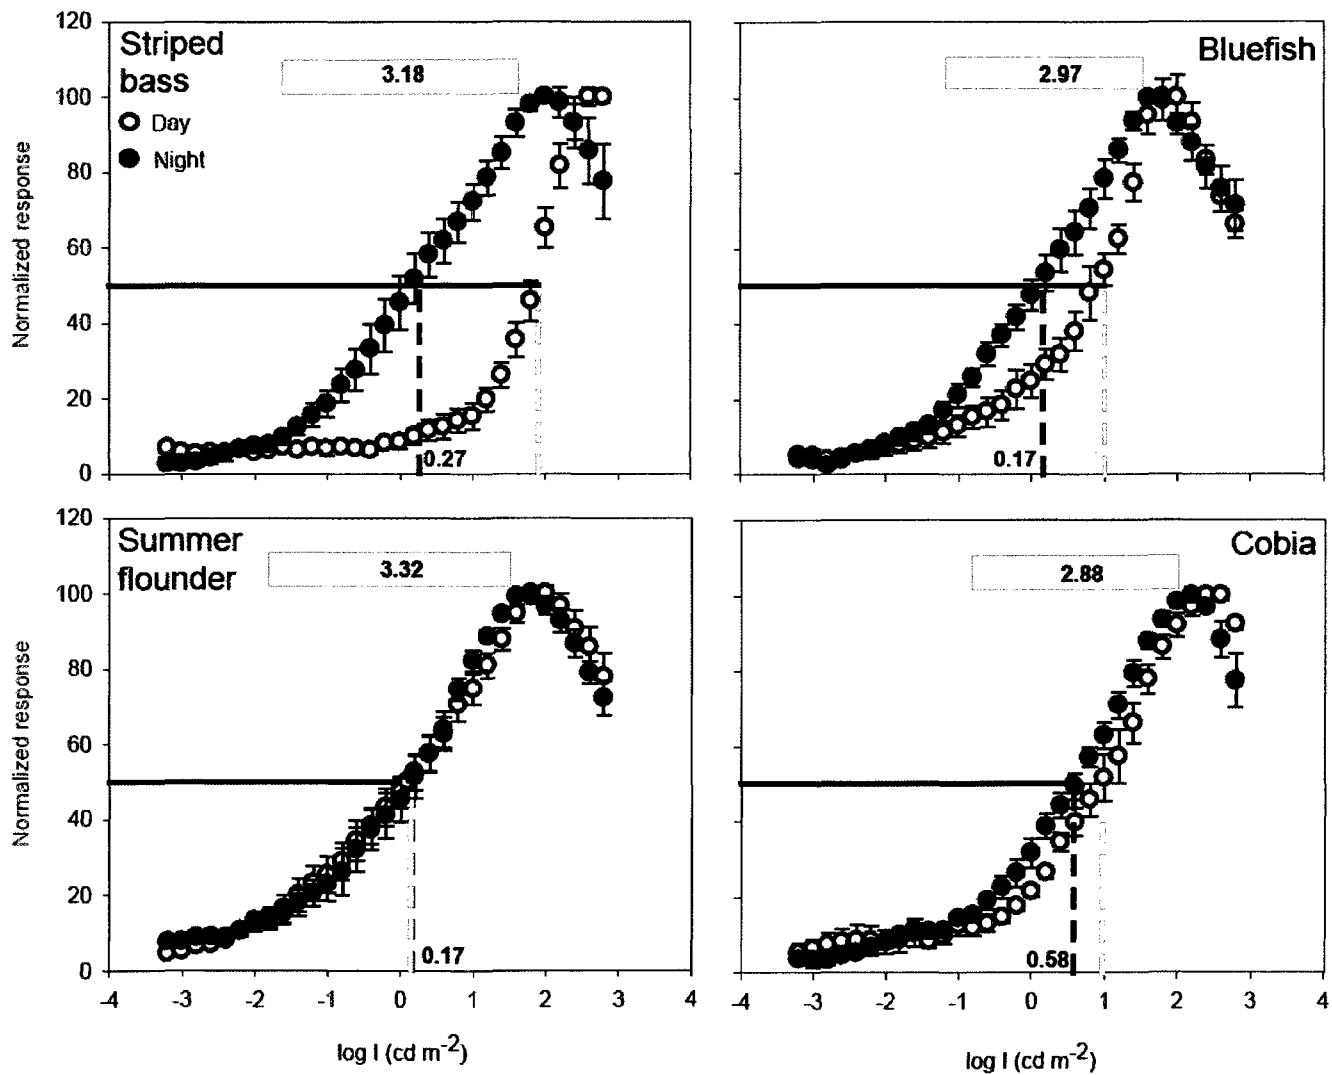 120
100
80
60
40
20
0
Normalized response
Striped
bass
Day
Night
3.18
0.27
Bluefish
2.97
0.17
120
100
80
60
40
20
0
Normalized response
Summer
flounder
3.32
0.17
-4 -3 -2 -1 0 1 2 3 4
log I (cd m-2)
Cobia
2.88
0.58
-4 -3 -2 -1 0 1 2 3 4
log I (cd m-2)